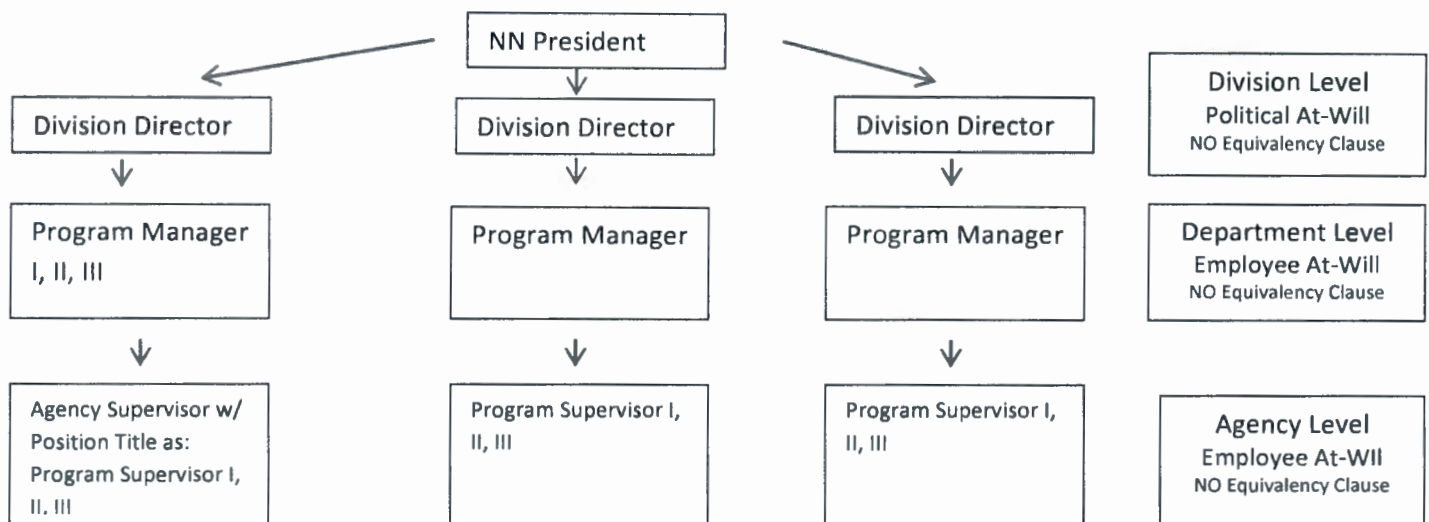 NN President
Division Director
Division Director
Division Director
Division Level
Political At-Will
NO Equivalency Clause
Program Manager
I, II, III
Program Manager
Program Manager
Department Level
Employee At-Will
NO Equivalency Clause
Agency Supervisor w/
Position Title as:
Program Supervisor I,
II, III
Program Supervisor I,
II, III
Program Supervisor I,
II, III
Agency Level
Employee At-WIl
NO Equivalency Clause